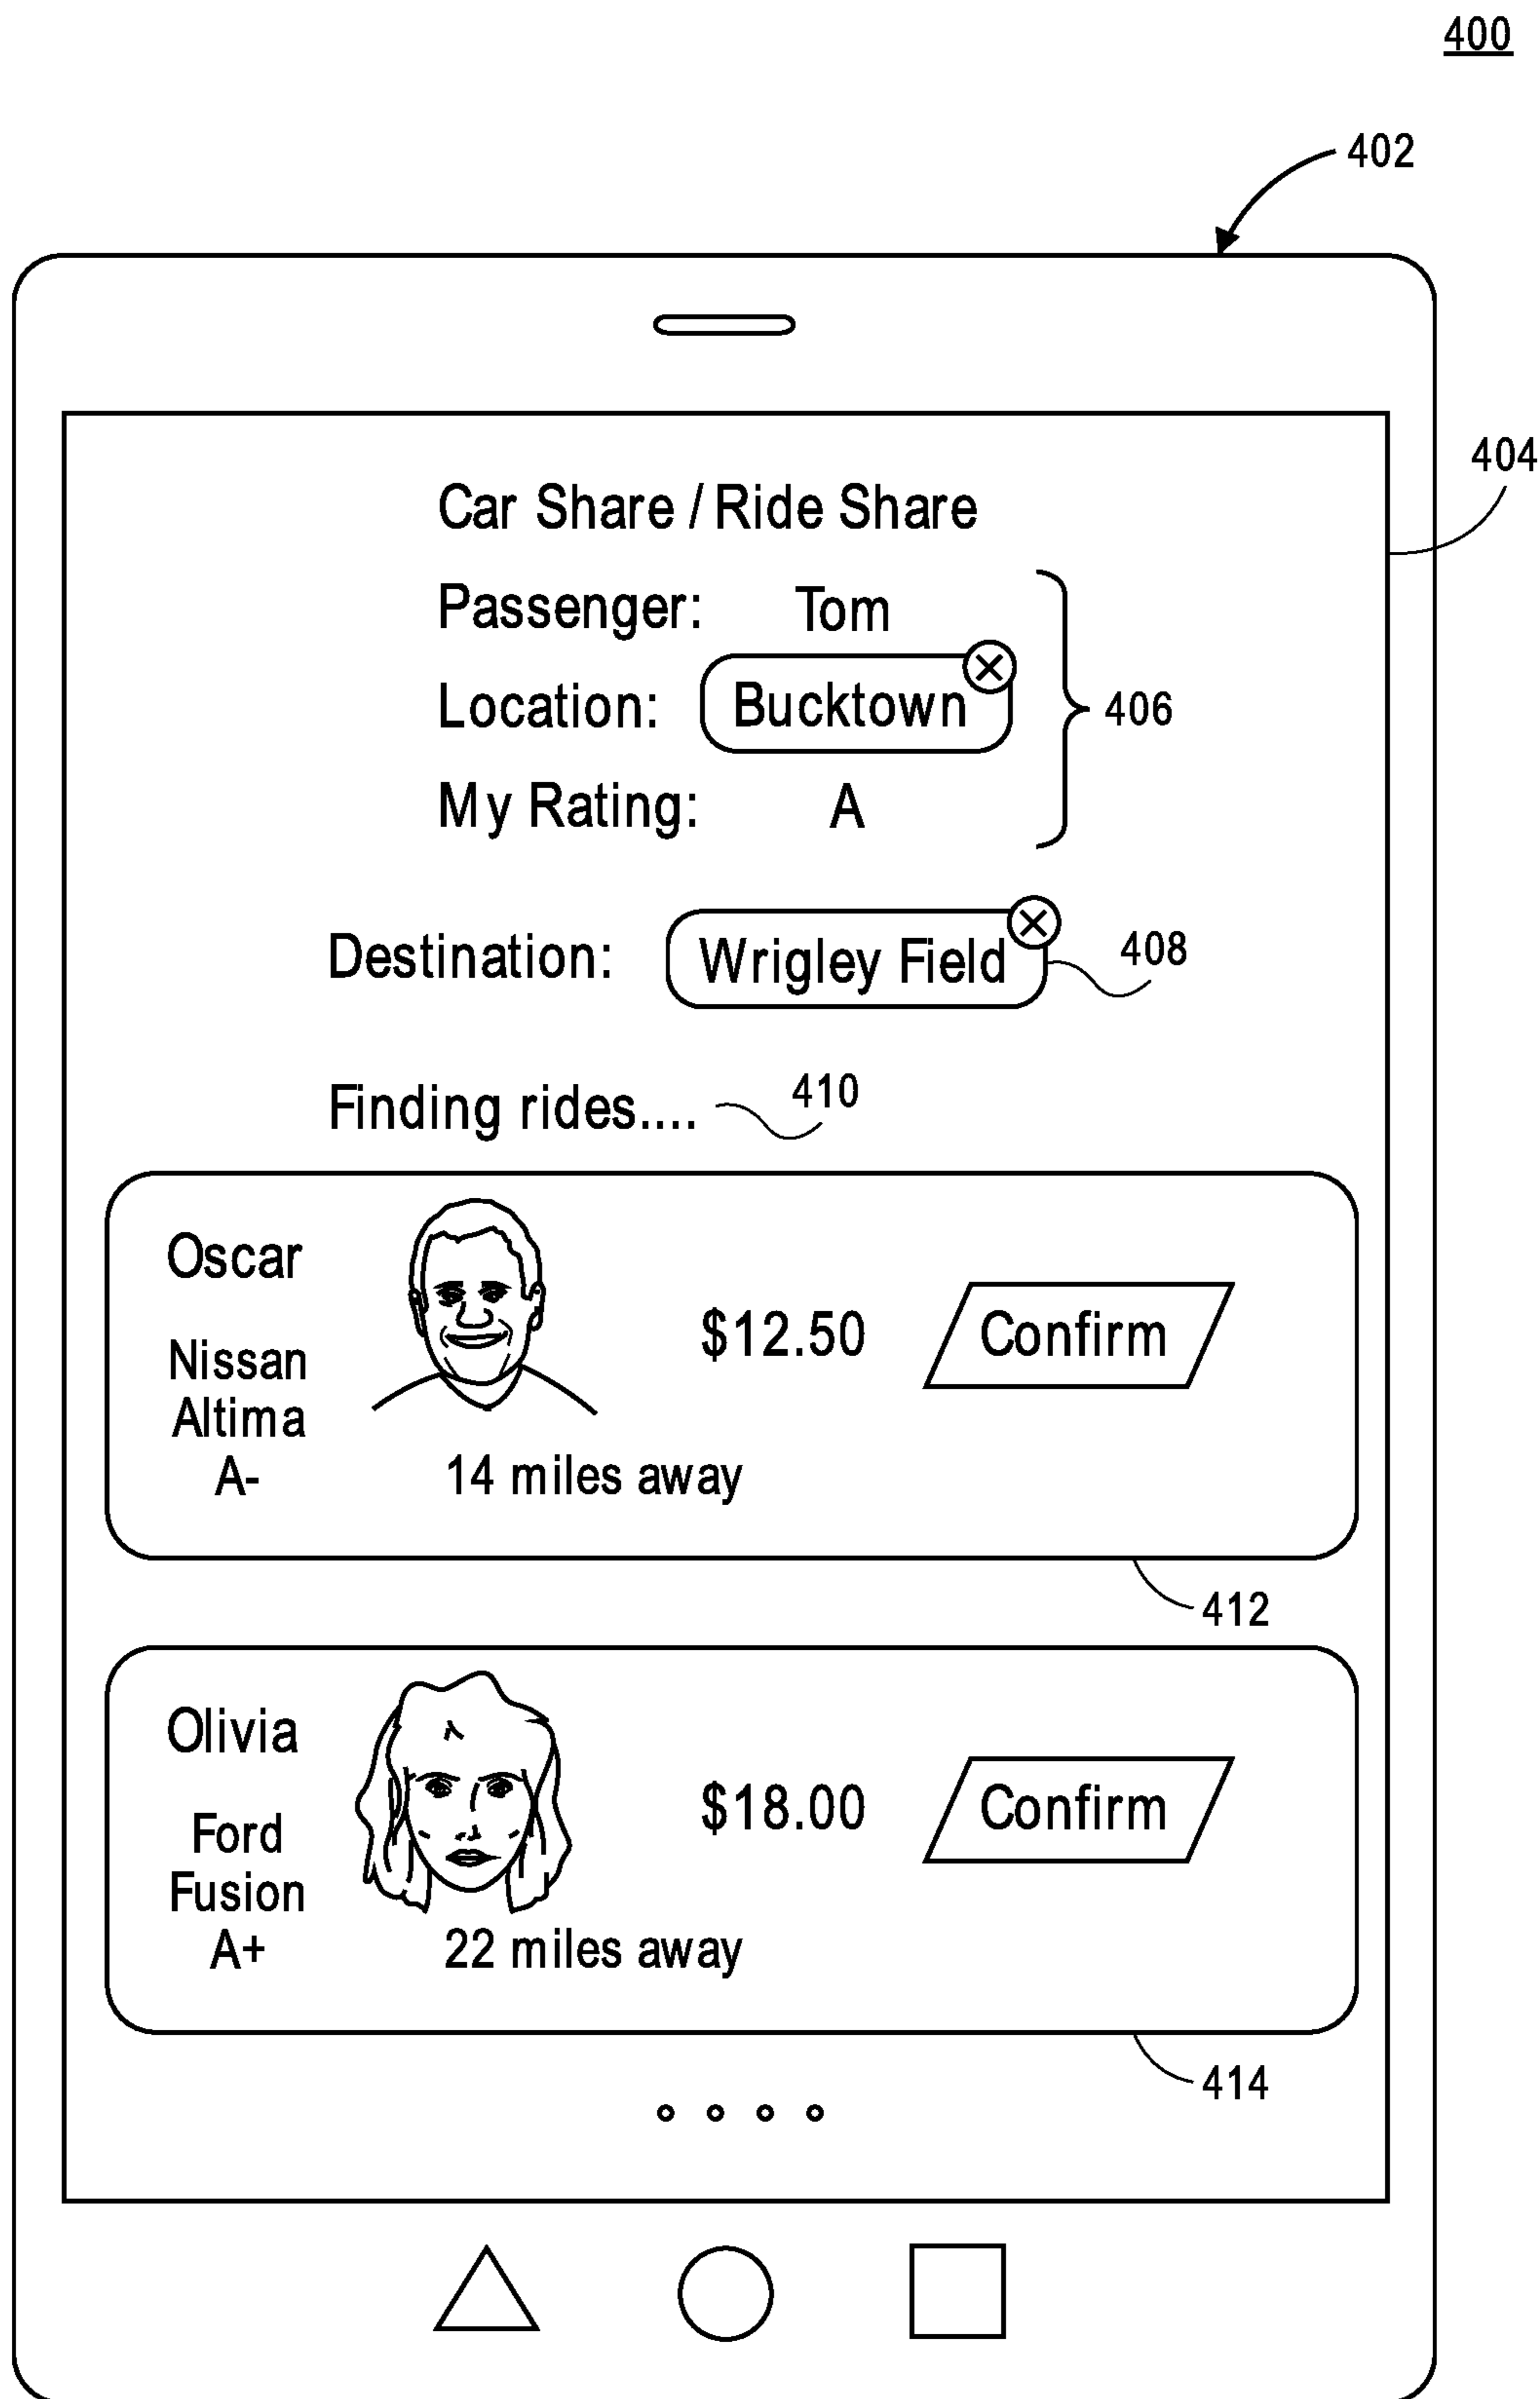 400
402
404
Car Share / Ride Share
Passenger: Tom
Location: Bucktown
406
My Rating: A
Destination: Wrigley Field
408
Finding rides....
410
Oscar
Nissan
Altima
A-
14 miles away
$12.50
Confirm
412
Olivia
Ford
Fusion
A+
22 miles away
$18.00
Confirm
414